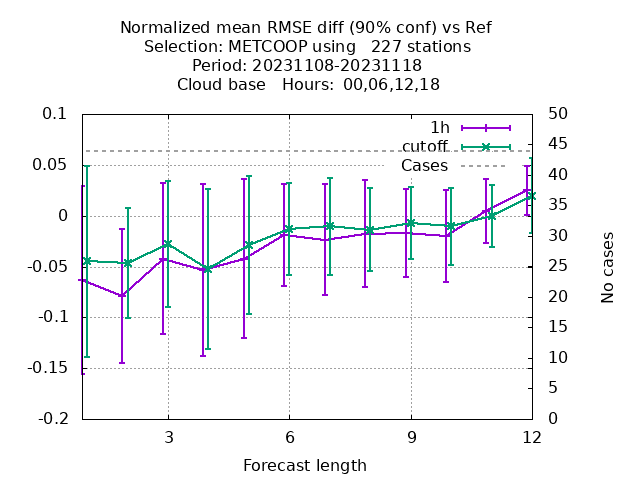 Normalized mean RMSE diff (90% conf) vs Ref
Selection: METCOOP using   227 stations
Period: 20231108-20231118
Cloud base   Hours:  00,06,12,18
1h
cutoff
Cases
0.1
0.05
0
-0.05
-0.1
-0.15
-0.2
50
45
40
35
30
25
20
15
10
5
0
No cases
3
6
9
12
Forecast length